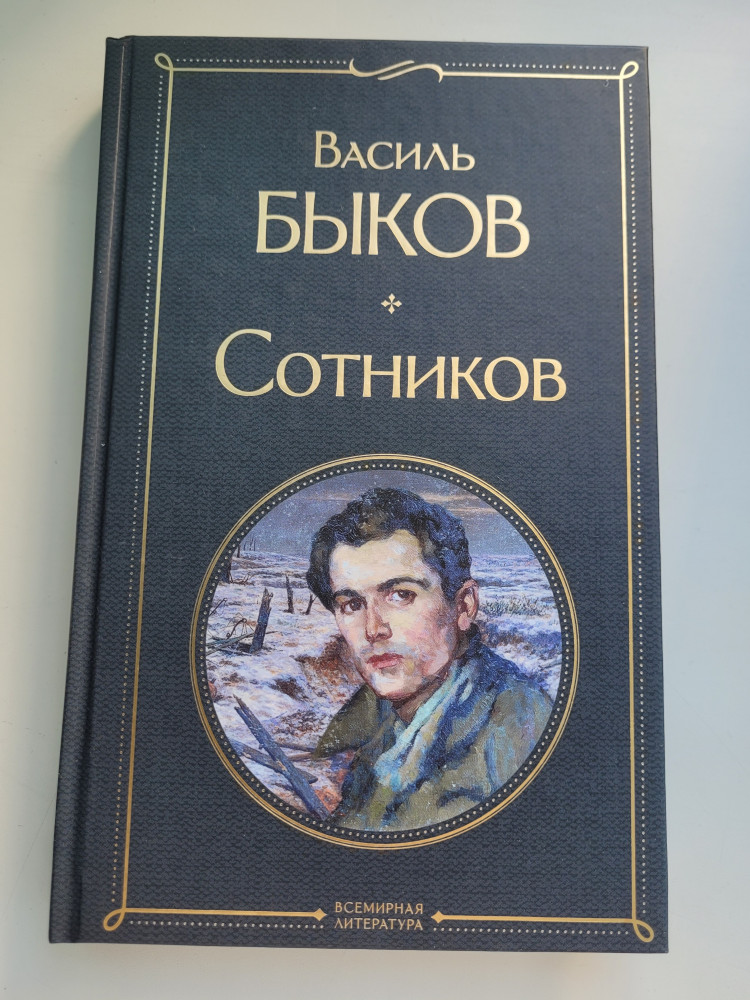 Василь
БЫКОВ
Сотников
ВСЕМИРНАЯ
ЛИТЕРАТУРА